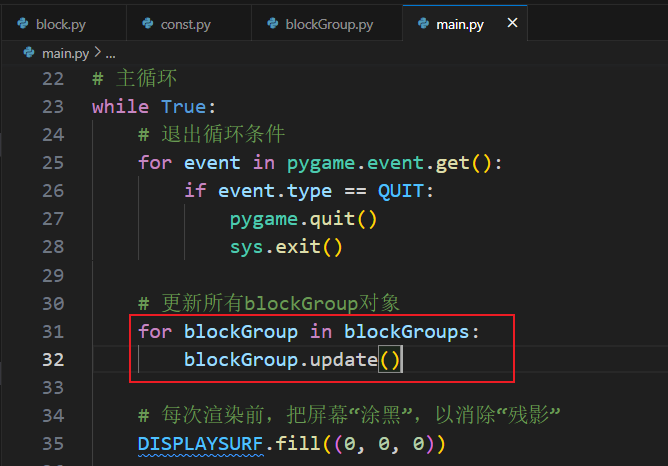 block.py const.py blockGroup.py main.py ×
main.py > ...
22 # 主循环
23 while True:
24 # 退出循环条件
25 for event in pygame.event.get():
26 if event.type == QUIT:
27 pygame.quit()
28 sys.exit()
29
30 # 更新所有blockGroup对象
31 for blockGroup in blockGroups:
32 blockGroup.update()
33
34 # 每次渲染前，把屏幕“涂黑”，以消除“残影”
35 DISPLAYSURF.fill((0, 0, 0))